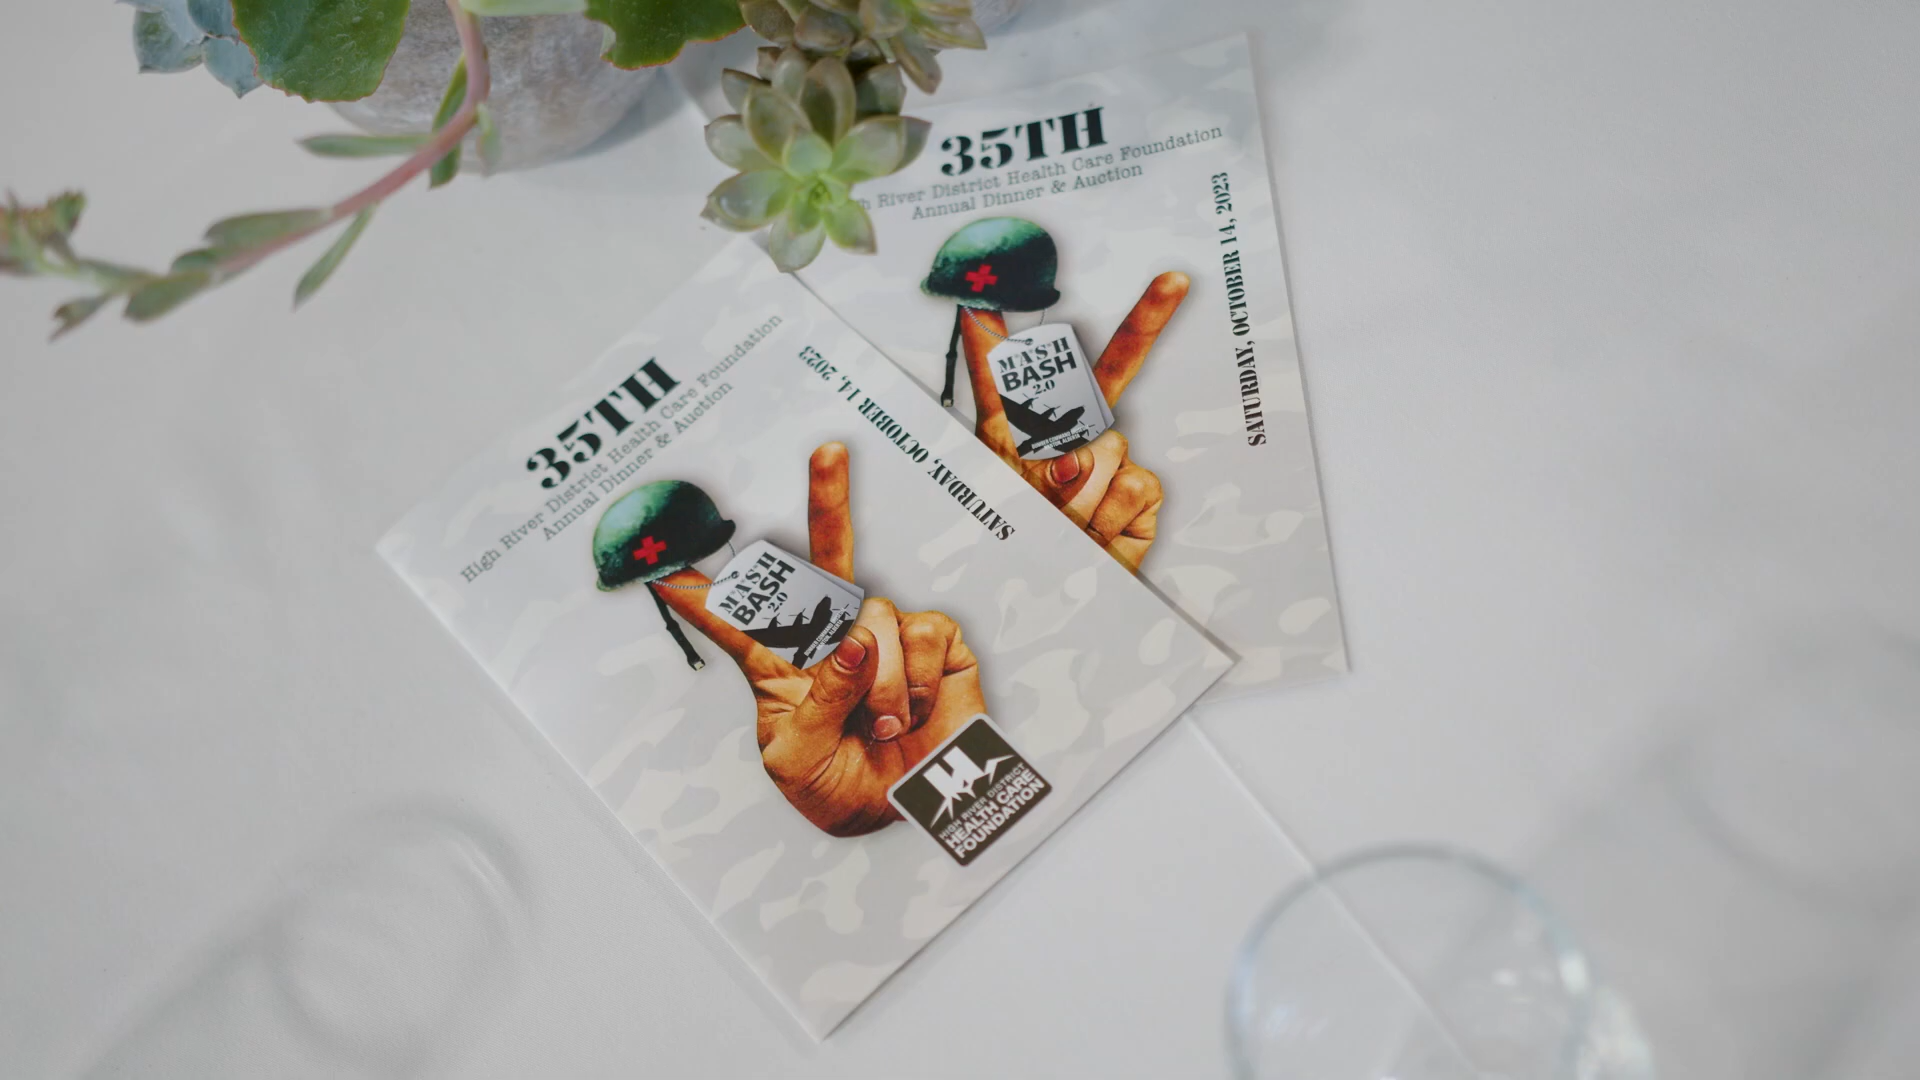 35TH
High River District Health Care Foundation
Annual Dinner & Auction
SATURDAY, OCTOBER 14, 2023
M*A*S*H
BASH
2.0
HIGH RIVER DISTRICT
HEALTH CARE
FOUNDATION
35TH
River District Health Care Foundation
Annual Dinner & Auction
SATURDAY, OCTOBER 14, 2023
M*A*S*H
BASH
2.0